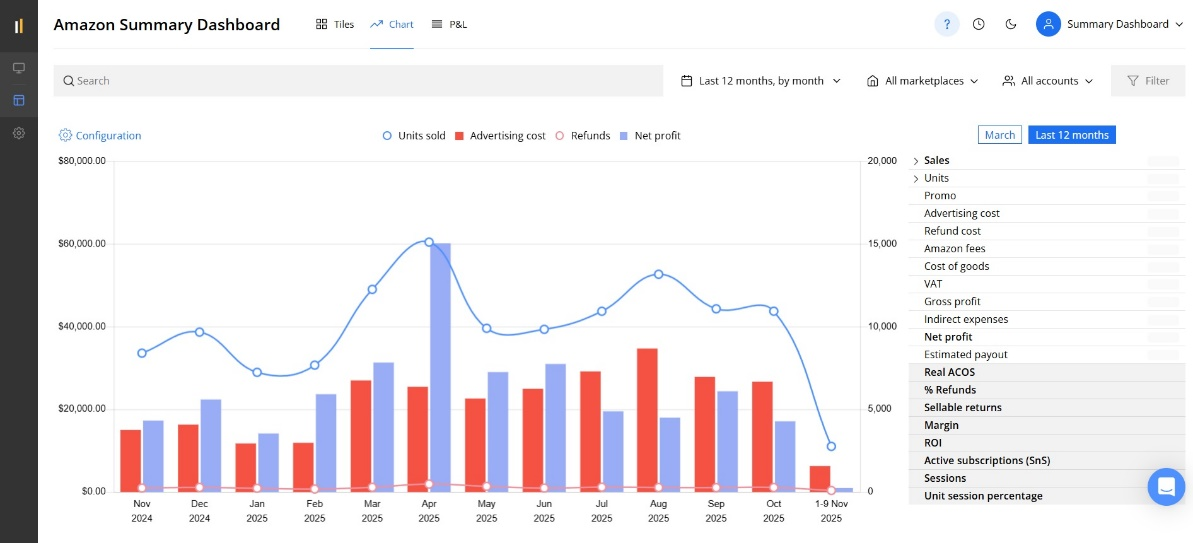 Amazon Summary Dashboard
Tiles
Chart
P&L
?
Summary Dashboard
Search
Last 12 months, by month
All marketplaces
All accounts
Filter
Configuration
Units sold
Advertising cost
Refunds
Net profit
March
Last 12 months
$80,000.00
$60,000.00
$40,000.00
$20,000.00
$0.00
20,000
15,000
10,000
5,000
0
Nov 2024
Dec 2024
Jan 2025
Feb 2025
Mar 2025
Apr 2025
May 2025
Jun 2025
Jul 2025
Aug 2025
Sep 2025
Oct 2025
1-9 Nov 2025
Sales
Units
Promo
Advertising cost
Refund cost
Amazon fees
Cost of goods
VAT
Gross profit
Indirect expenses
Net profit
Estimated payout
Real ACOS
% Refunds
Sellable returns
Margin
ROI
Active subscriptions (SnS)
Sessions
Unit session percentage